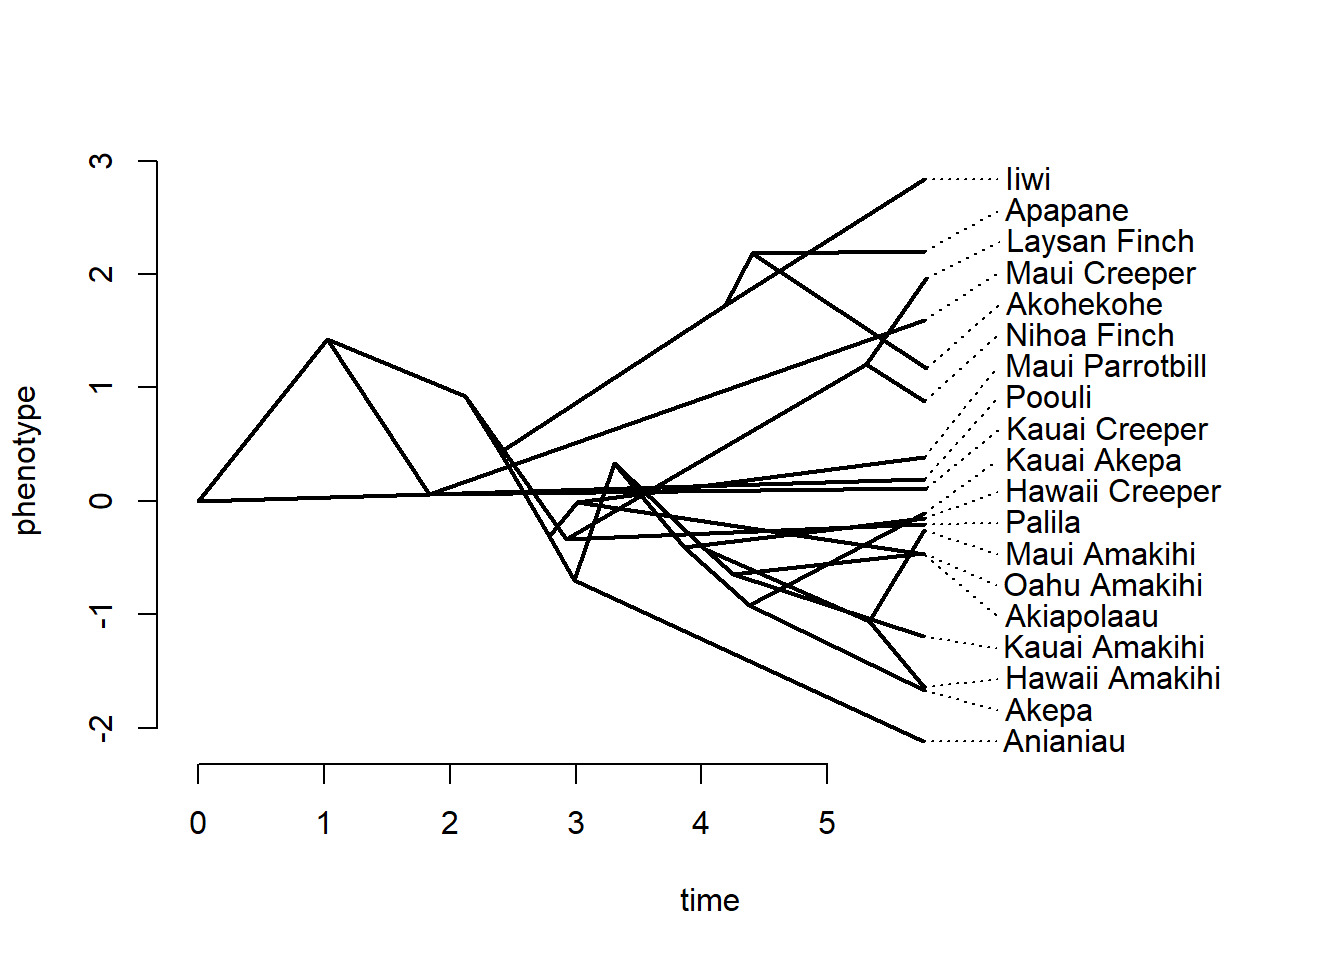 phenotype
3
2
1
0
-1
-2
Iiwi
Apapane
Laysan Finch
Maui Creeper
Akohekohe
Nihoa Finch
Maui Parrotbill
Poouli
Kauai Creeper
Kauai Akepa
Hawaii Creeper
Palila
Maui Amakihi
Oahu Amakihi
Akiapolaau
Kauai Amakihi
Hawaii Amakihi
Akepa
Anianiau
0 1 2 3 4 5
time